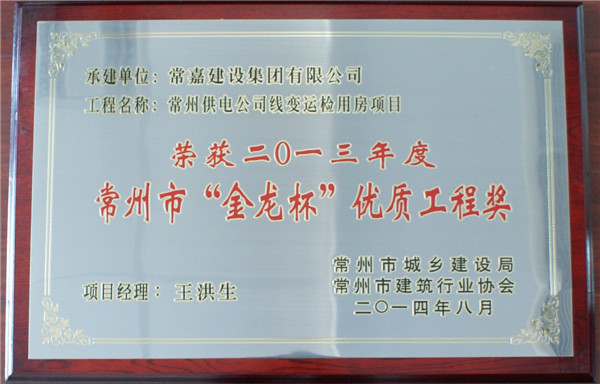 承建单位：常嘉建设集团有限公司
工程名称：常州供电公司线变运检用房项目
荣获二〇一三年度
常州市“金龙杯”优质工程奖
常州市城乡建设局
项目经理：王洪生
常州市建筑行业协会
二〇一四年八月